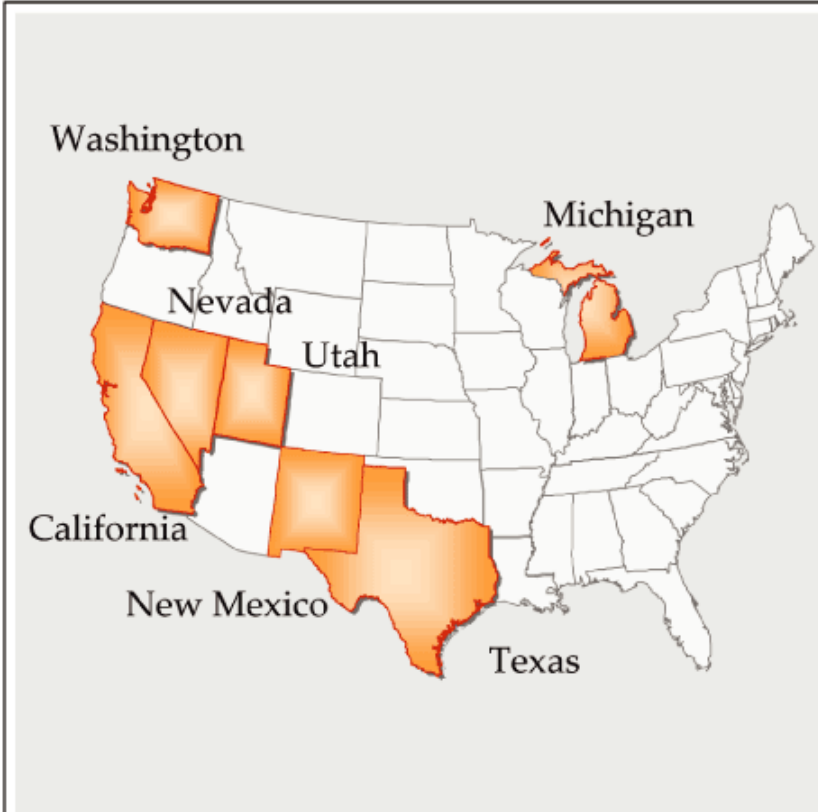 Washington
Michigan
Nevada
Utah
California
New Mexico
Texas